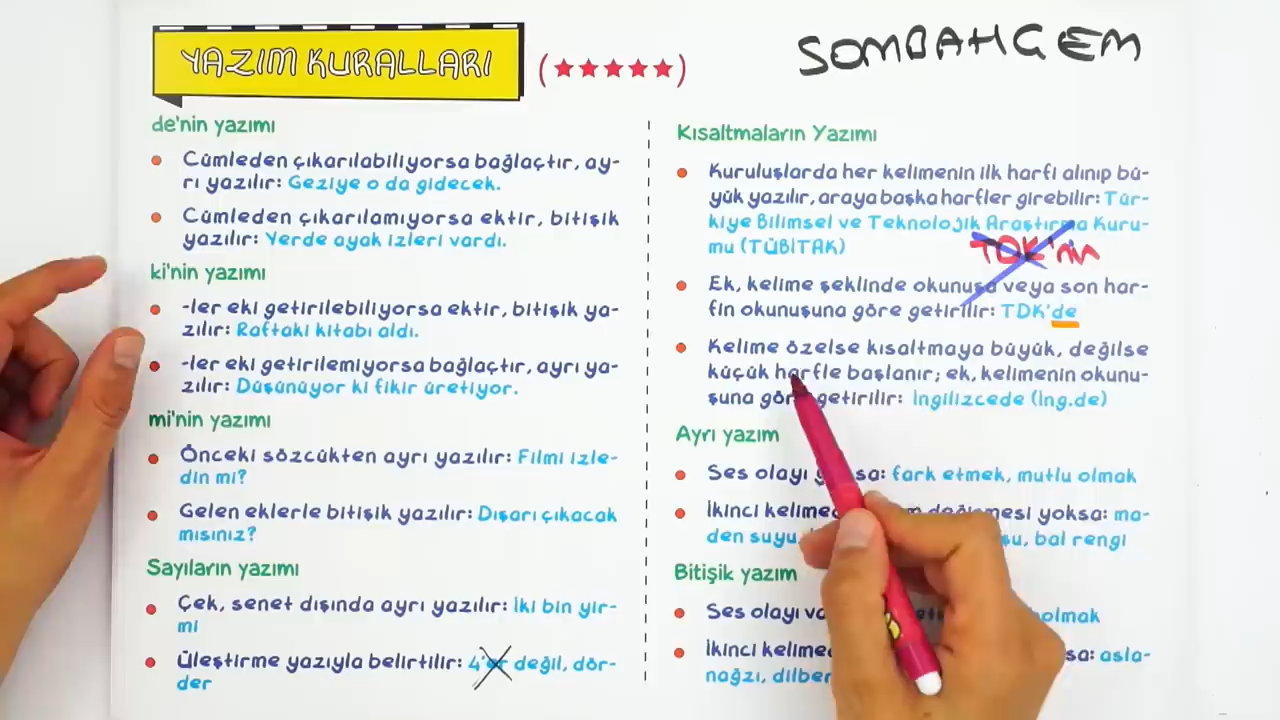 YAZIM KURALLARI
(★★★★★)
SOMBAHGEM
de'nin yazımı
Cümleden çıkarılabiliyorsa bağlaçtır, ay-
rı yazılır: Geziye o da gidecek.
Cümleden çıkarılamıyorsa ektir, bitişik
yazılır: Yerde ayak izleri vardı.
ki'nin yazımı
-ler eki getirilebiliyorsa ektir, bitişik ya-
zılır: Raftaki kitabı aldı.
-ler eki getirilemiyorsa bağlaçtır, ayrı ya-
zılır: Düşünüyor ki fikir üretiyor.
mi'nin yazımı
Önceki sözcükten ayrı yazılır: Filmi izle-
din mi?
Gelen eklerle bitişik yazılır: Dışarı çıkacak
mısınız?
Sayıların yazımı
Çek, senet dışında ayrı yazılır: İki bin yir-
mi
Üleştirme yazıyla belirtilir: 4'er değil, dör-
der
Kısaltmaların Yazımı
Kuruluşlarda her kelimenin ilk harfi alınıp bü-
yük yazılır, araya başka harfler girebilir: Tür-
kiye Bilimsel ve Teknolojik Araştırma Kuru-
mu (TÜBİTAK)
TDK'nin
Ek, kelime şeklinde okunuşa veya son har-
fin okunuşuna göre getirilir: TDK'de
Kelime özelse kısaltmaya büyük, değilse
küçük harfle başlanır; ek, kelimenin okunu-
şuna göre getirilir: İngilizcede (İng.de)
Ayrı yazım
Ses olayı yoksa: fark etmek, mutlu olmak
İkinci kelimede değişmesi yoksa: ma-
den suyu, bal rengi
Bitişik yazım
Ses olayı
İkinci kelime asla-
nağzı, dilber